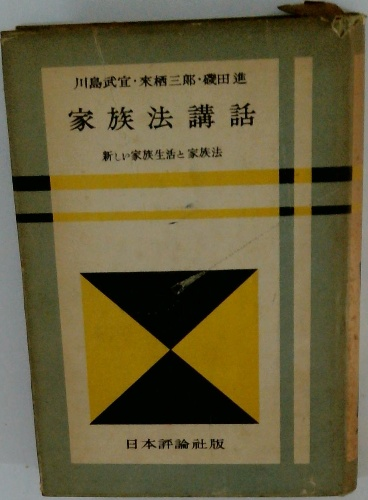 川島武宜・来栖三郎・磯田進
家族法講話
新しい家族生活と家族法
日本評論社版